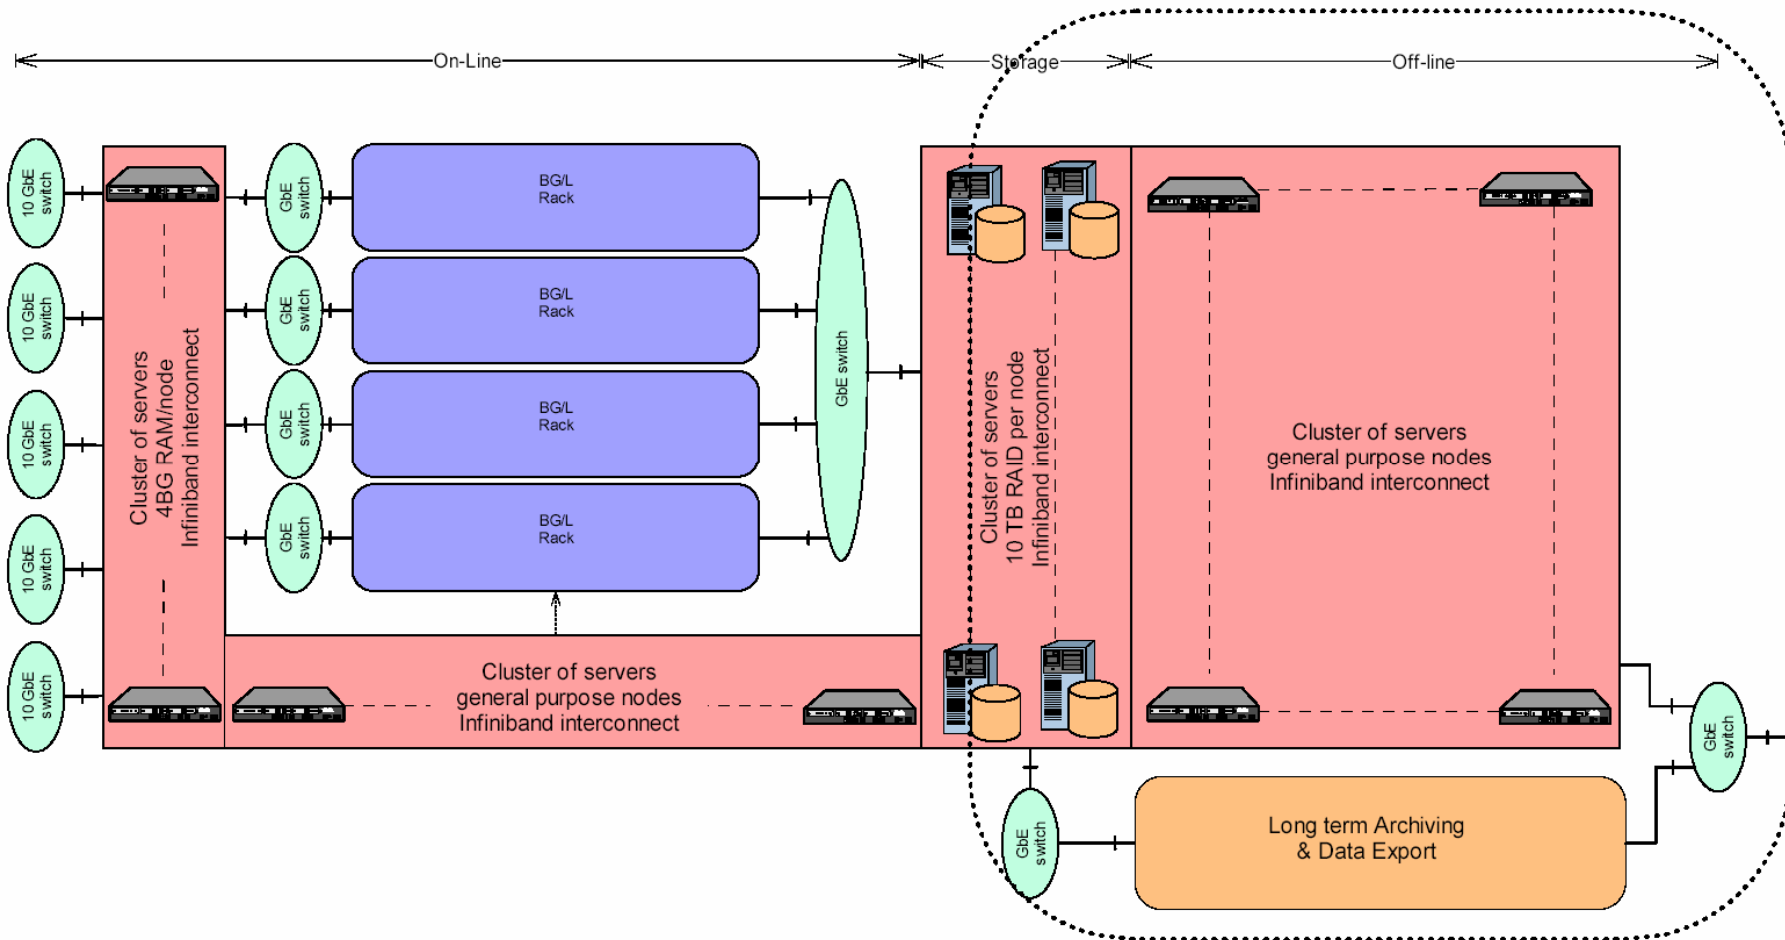 On-Line
Storage
Off-line
10 GbE
switch
10 GbE
switch
10 GbE
switch
10 GbE
switch
10 GbE
switch
Cluster of servers
4BG RAM/node
Infiniband interconnect
GbE
switch
GbE
switch
GbE
switch
GbE
switch
BG/L
Rack
BG/L
Rack
BG/L
Rack
BG/L
Rack
GbE switch
Cluster of servers
general purpose nodes
Infiniband interconnect
Cluster of servers
10 TB RAID per node
Infiniband interconnect
Cluster of servers
general purpose nodes
Infiniband interconnect
GbE
switch
GbE
switch
Long term Archiving
& Data Export